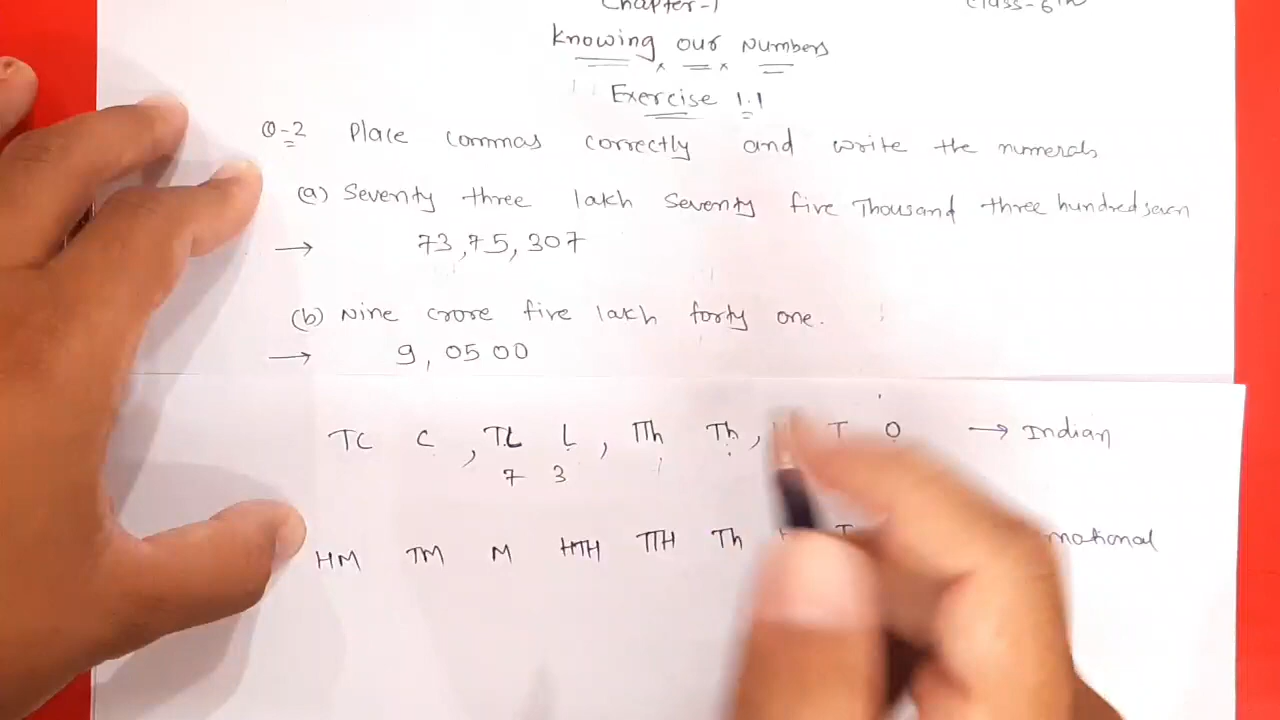 Chapter-1 Class-6th
Knowing our Numbers
Exercise 1.1
Q-2 Place commas correctly and write the numerals
(a) Seventy three lakh Seventy five Thousand three hundred seven
→ 73,75,307
(b) Nine crore five lakh forty one.
→ 9,05 00
TC C , TL L , TTh Th , T O → Indian
7 3
HM TM M HTH TTH Th